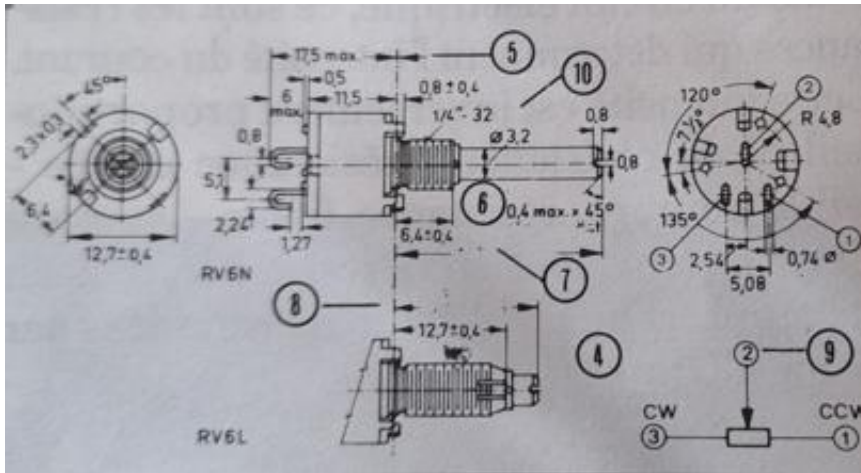 17,5 max.
5
45°
0,5
10
6 max.
11,5
0,8 ± 0,4
1/4"- 32
0,8
120°
2
R 4,8
2,3 ± 0,3
0,8
Ø 3,2
0,8
7 1/2°
5,1
6,4
6
0,4 max. × 45°
2,24
1,27
6,4 ± 0,4
135°
1
12,7 ± 0,4
3
2,54
0,74 Ø
5,08
RV6N
7
8
12,7 ± 0,4
4
2
9
CW
CCW
3
1
RV6L